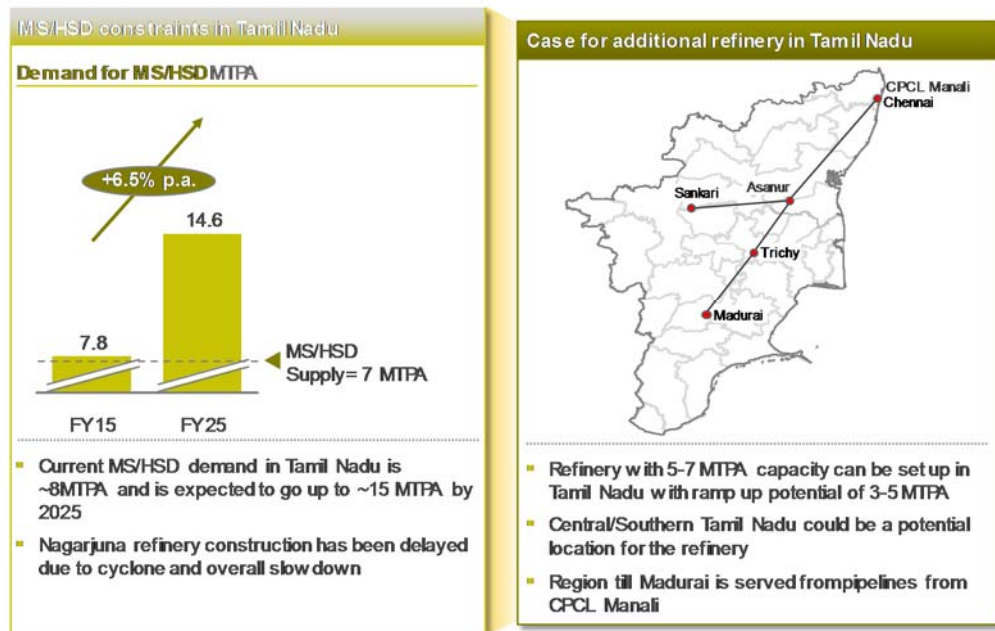 MS/HSD constraints in Tamil Nadu
Demand for MS/HSD MTPA
+6.5% p.a.
14.6
7.8
MS/HSD
Supply= 7 MTPA
FY15
FY25
Current MS/HSD demand in Tamil Nadu is
~8MTPA and is expected to go up to ~15 MTPA by
2025
Nagarjuna refinery construction has been delayed
due to cyclone and overall slow down
Case for additional refinery in Tamil Nadu
CPCL Manali
Chennai
Sankari
Asanur
Trichy
Madurai
Refinery with 5-7 MTPA capacity can be set up in
Tamil Nadu with ramp up potential of 3-5 MTPA
Central/Southern Tamil Nadu could be a potential
location for the refinery
Region till Madurai is served frompipelines from
CPCL Manali